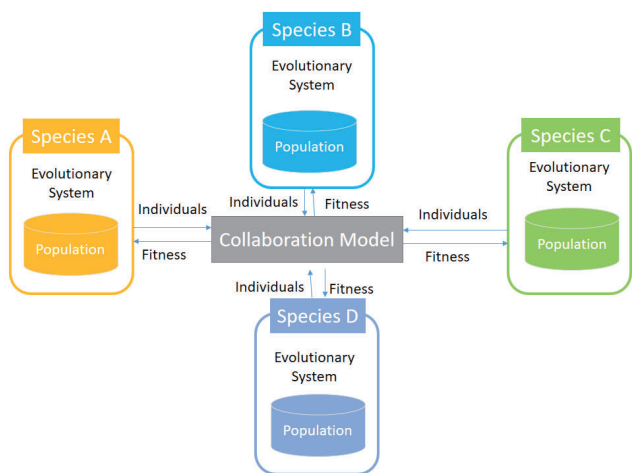 Species B
Evolutionary
System
Population
Species A
Evolutionary
System
Population
Species C
Evolutionary
System
Population
Individuals
Fitness
Individuals
Fitness
Individuals
Fitness
Collaboration Model
Individuals
Fitness
Species D
Evolutionary
System
Population